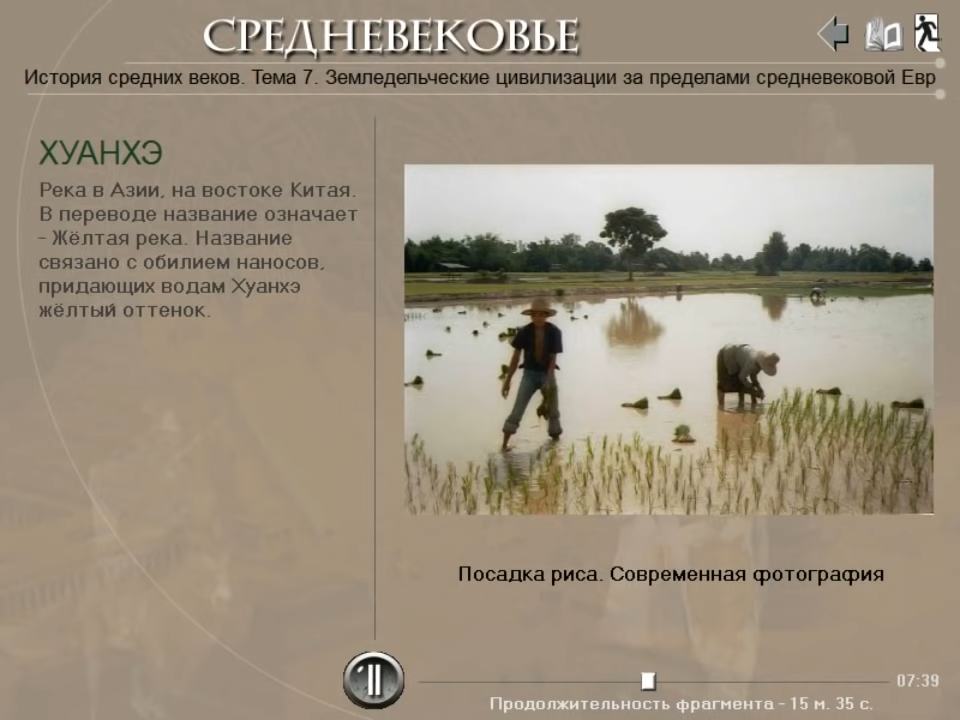 СРЕДНЕВЕКОВЬЕ
История средних веков. Тема 7. Земледельческие цивилизации за пределами средневековой Евр
ХУАНХЭ
Река в Азии, на востоке Китая.
В переводе название означает
- Жёлтая река. Название
связано с обилием наносов,
придающих водам Хуанхэ
жёлтый оттенок.
Посадка риса. Современная фотография
07:39
Продолжительность фрагмента - 15 м. 35 с.